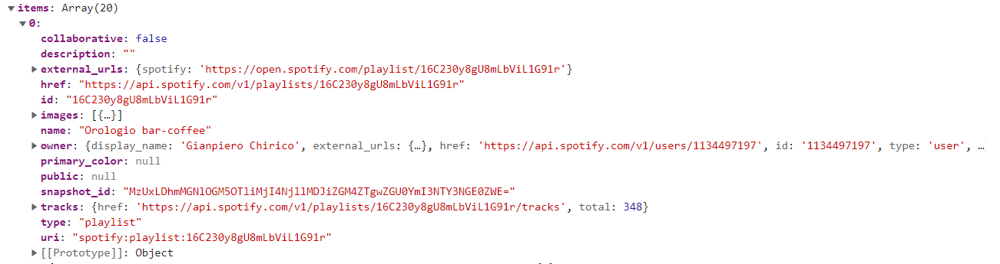 items: Array(20)
0:
collaborative: false
description: ""
external_urls: {spotify: 'https://open.spotify.com/playlist/16C230y8gU8mLbViL1G91r'}
href: "https://api.spotify.com/v1/playlists/16C230y8gU8mLbViL1G91r"
id: "16C230y8gU8mLbViL1G91r"
images: [{…}]
name: "Orologio bar-coffee"
owner: {display_name: 'Gianpiero Chirico', external_urls: {…}, href: 'https://api.spotify.com/v1/users/1134497197', id: '1134497197', type: 'user', …}
primary_color: null
public: null
snapshot_id: "MzUxLDhmMGNlOGM5OTliMjI4NjllMDJiZGM4ZTgwZGU0YmI3NTY3NGE0ZWE="
tracks: {href: 'https://api.spotify.com/v1/playlists/16C230y8gU8mLbViL1G91r/tracks', total: 348}
type: "playlist"
uri: "spotify:playlist:16C230y8gU8mLbViL1G91r"
[[Prototype]]: Object